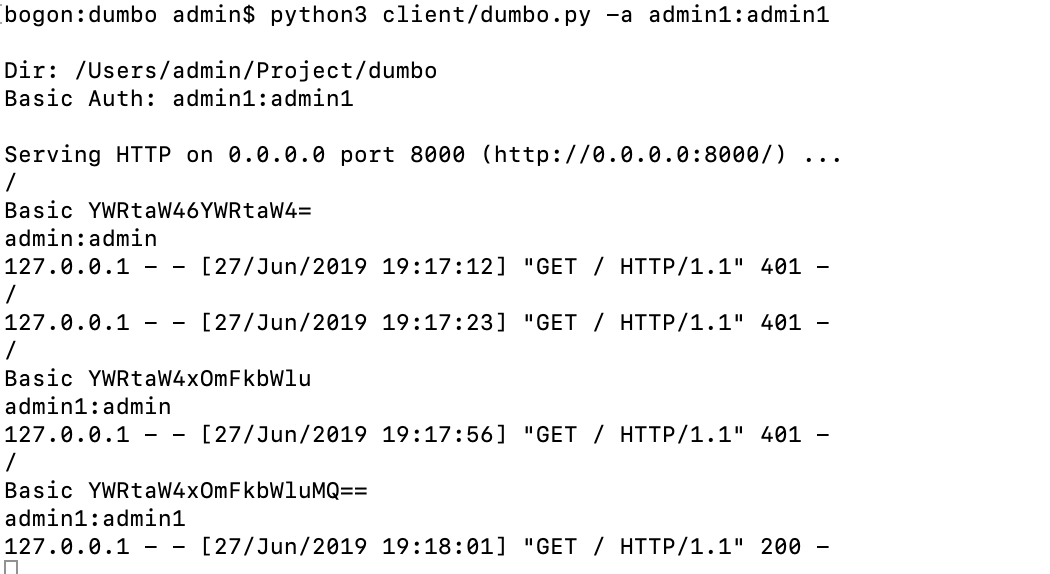 bogon:dumbo admin$ python3 client/dumbo.py -a admin1:admin1
Dir: /Users/admin/Project/dumbo
Basic Auth: admin1:admin1
Serving HTTP on 0.0.0.0 port 8000 (http://0.0.0.0:8000/) ...
/
Basic YWRtaW46YWRtaW4=
admin:admin
127.0.0.1 - - [27/Jun/2019 19:17:12] "GET / HTTP/1.1" 401 -
/
127.0.0.1 - - [27/Jun/2019 19:17:23] "GET / HTTP/1.1" 401 -
/
Basic YWRtaW4xOmFkbWlu
admin1:admin
127.0.0.1 - - [27/Jun/2019 19:17:56] "GET / HTTP/1.1" 401 -
/
Basic YWRtaW4xOmFkbWluMQ==
admin1:admin1
127.0.0.1 - - [27/Jun/2019 19:18:01] "GET / HTTP/1.1" 200 -